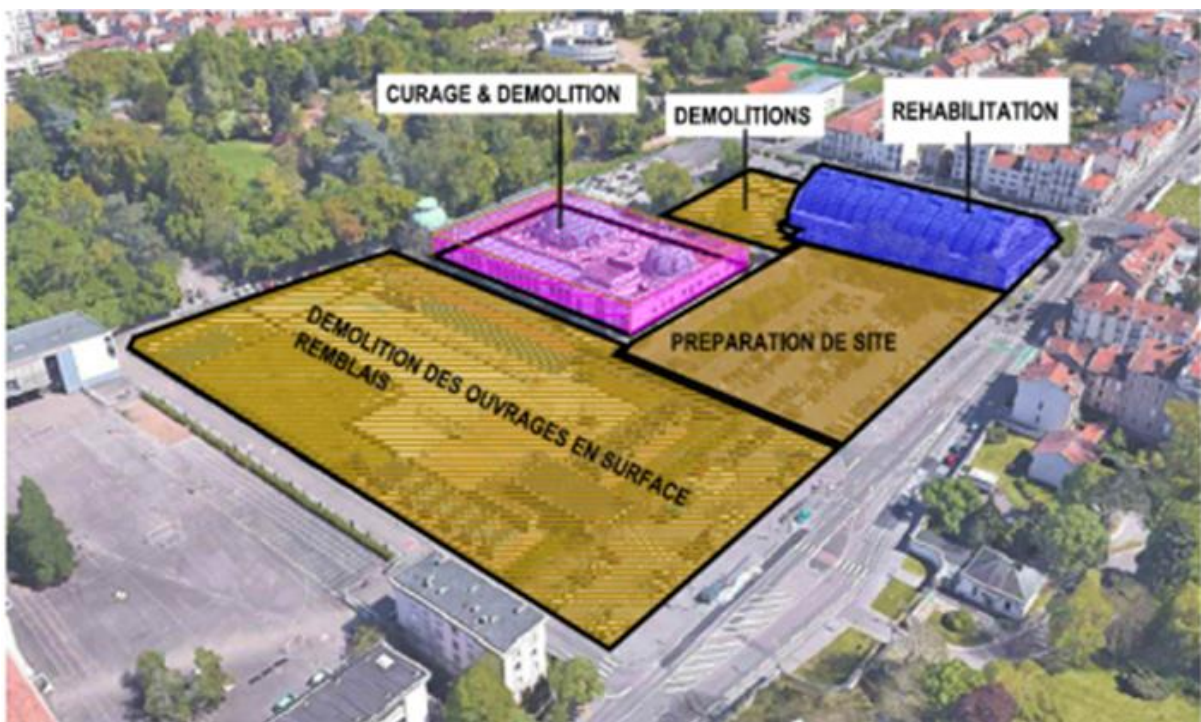 CURAGE & DEMOLITION
DEMOLITIONS
REHABILITATION
PREPARATION DE SITE
DEMOLITION DES OUVRAGES EN SURFACE
REMBLAIS